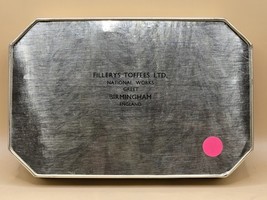 FILLERYS TOFFEES LTD.
NATIONAL WORKS
GREET
BIRMINGHAM
ENGLAND